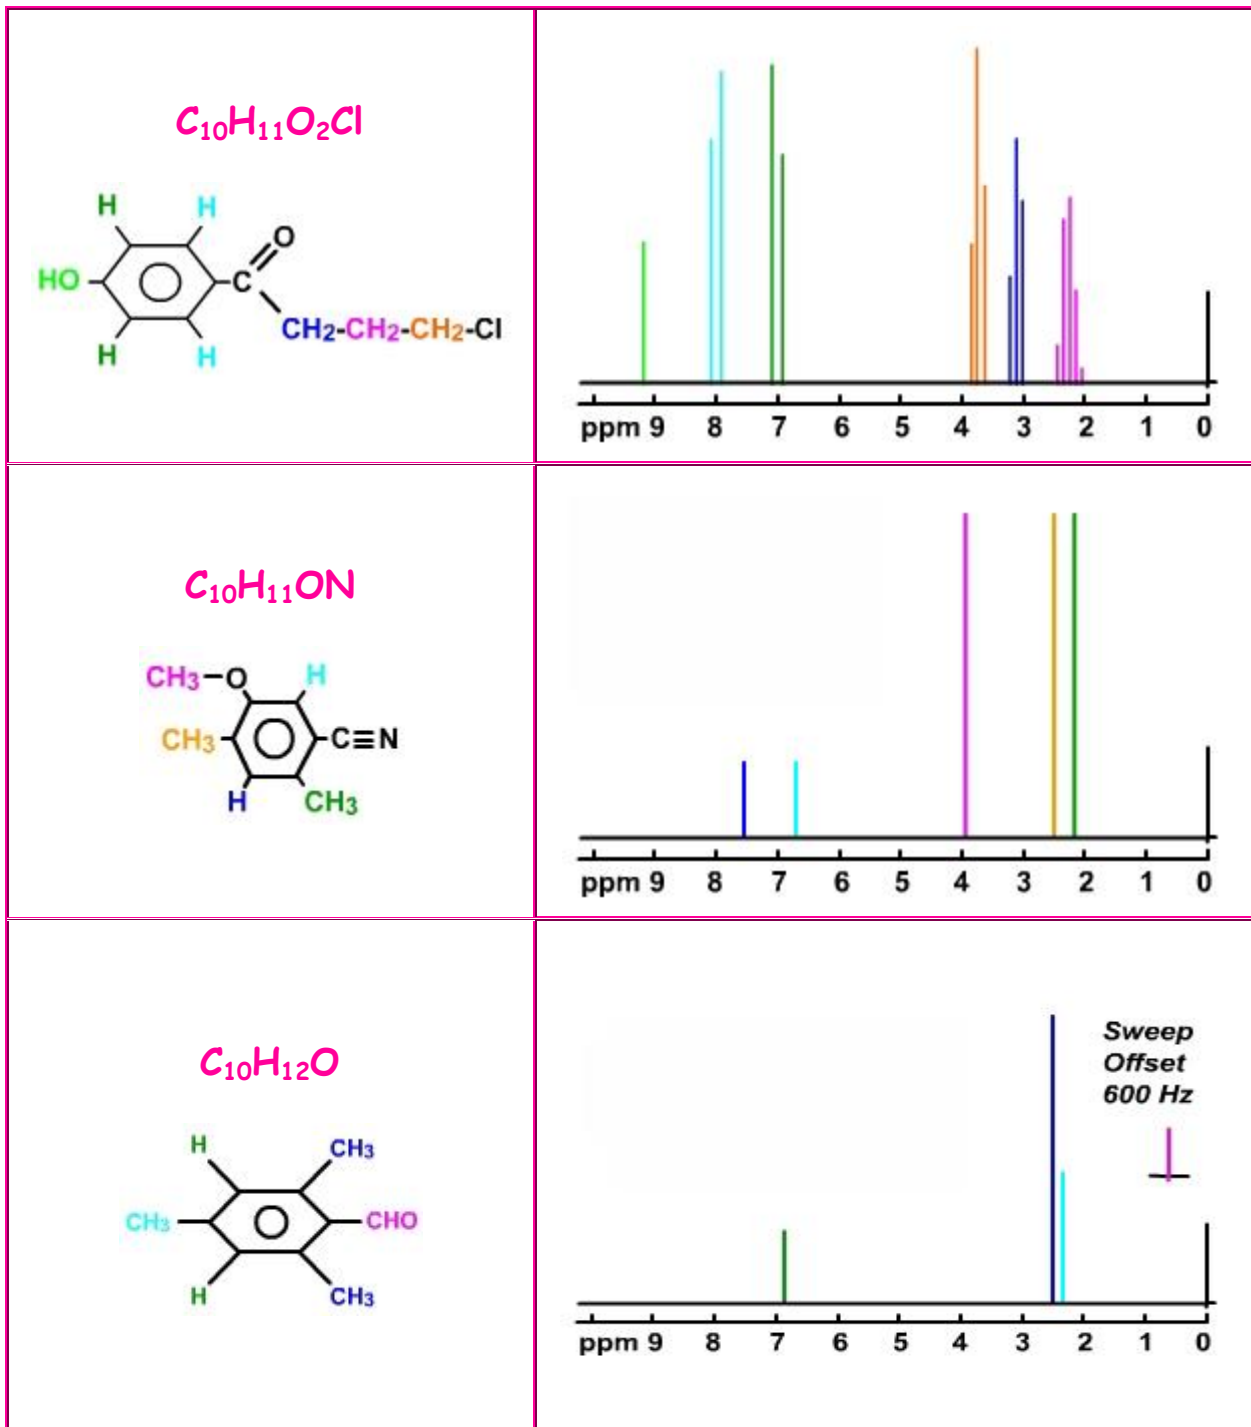 C₁₀H₁₁O₂Cl
H H
O
HO C
CH₂-CH₂-CH₂-Cl
H H
ppm 9 8 7 6 5 4 3 2 1 0
C₁₀H₁₁ON
CH₃-O H
CH₃ C≡N
H CH₃
ppm 9 8 7 6 5 4 3 2 1 0
C₁₀H₁₂O
H CH₃
CH₃ CHO
H CH₃
Sweep
Offset
600 Hz
ppm 9 8 7 6 5 4 3 2 1 0